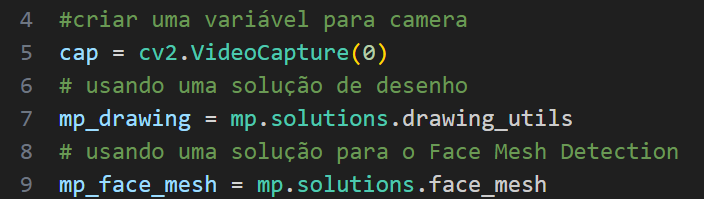 4 #criar uma variável para camera
5 cap = cv2.VideoCapture(0)
6 # usando uma solução de desenho
7 mp_drawing = mp.solutions.drawing_utils
8 # usando uma solução para o Face Mesh Detection
9 mp_face_mesh = mp.solutions.face_mesh